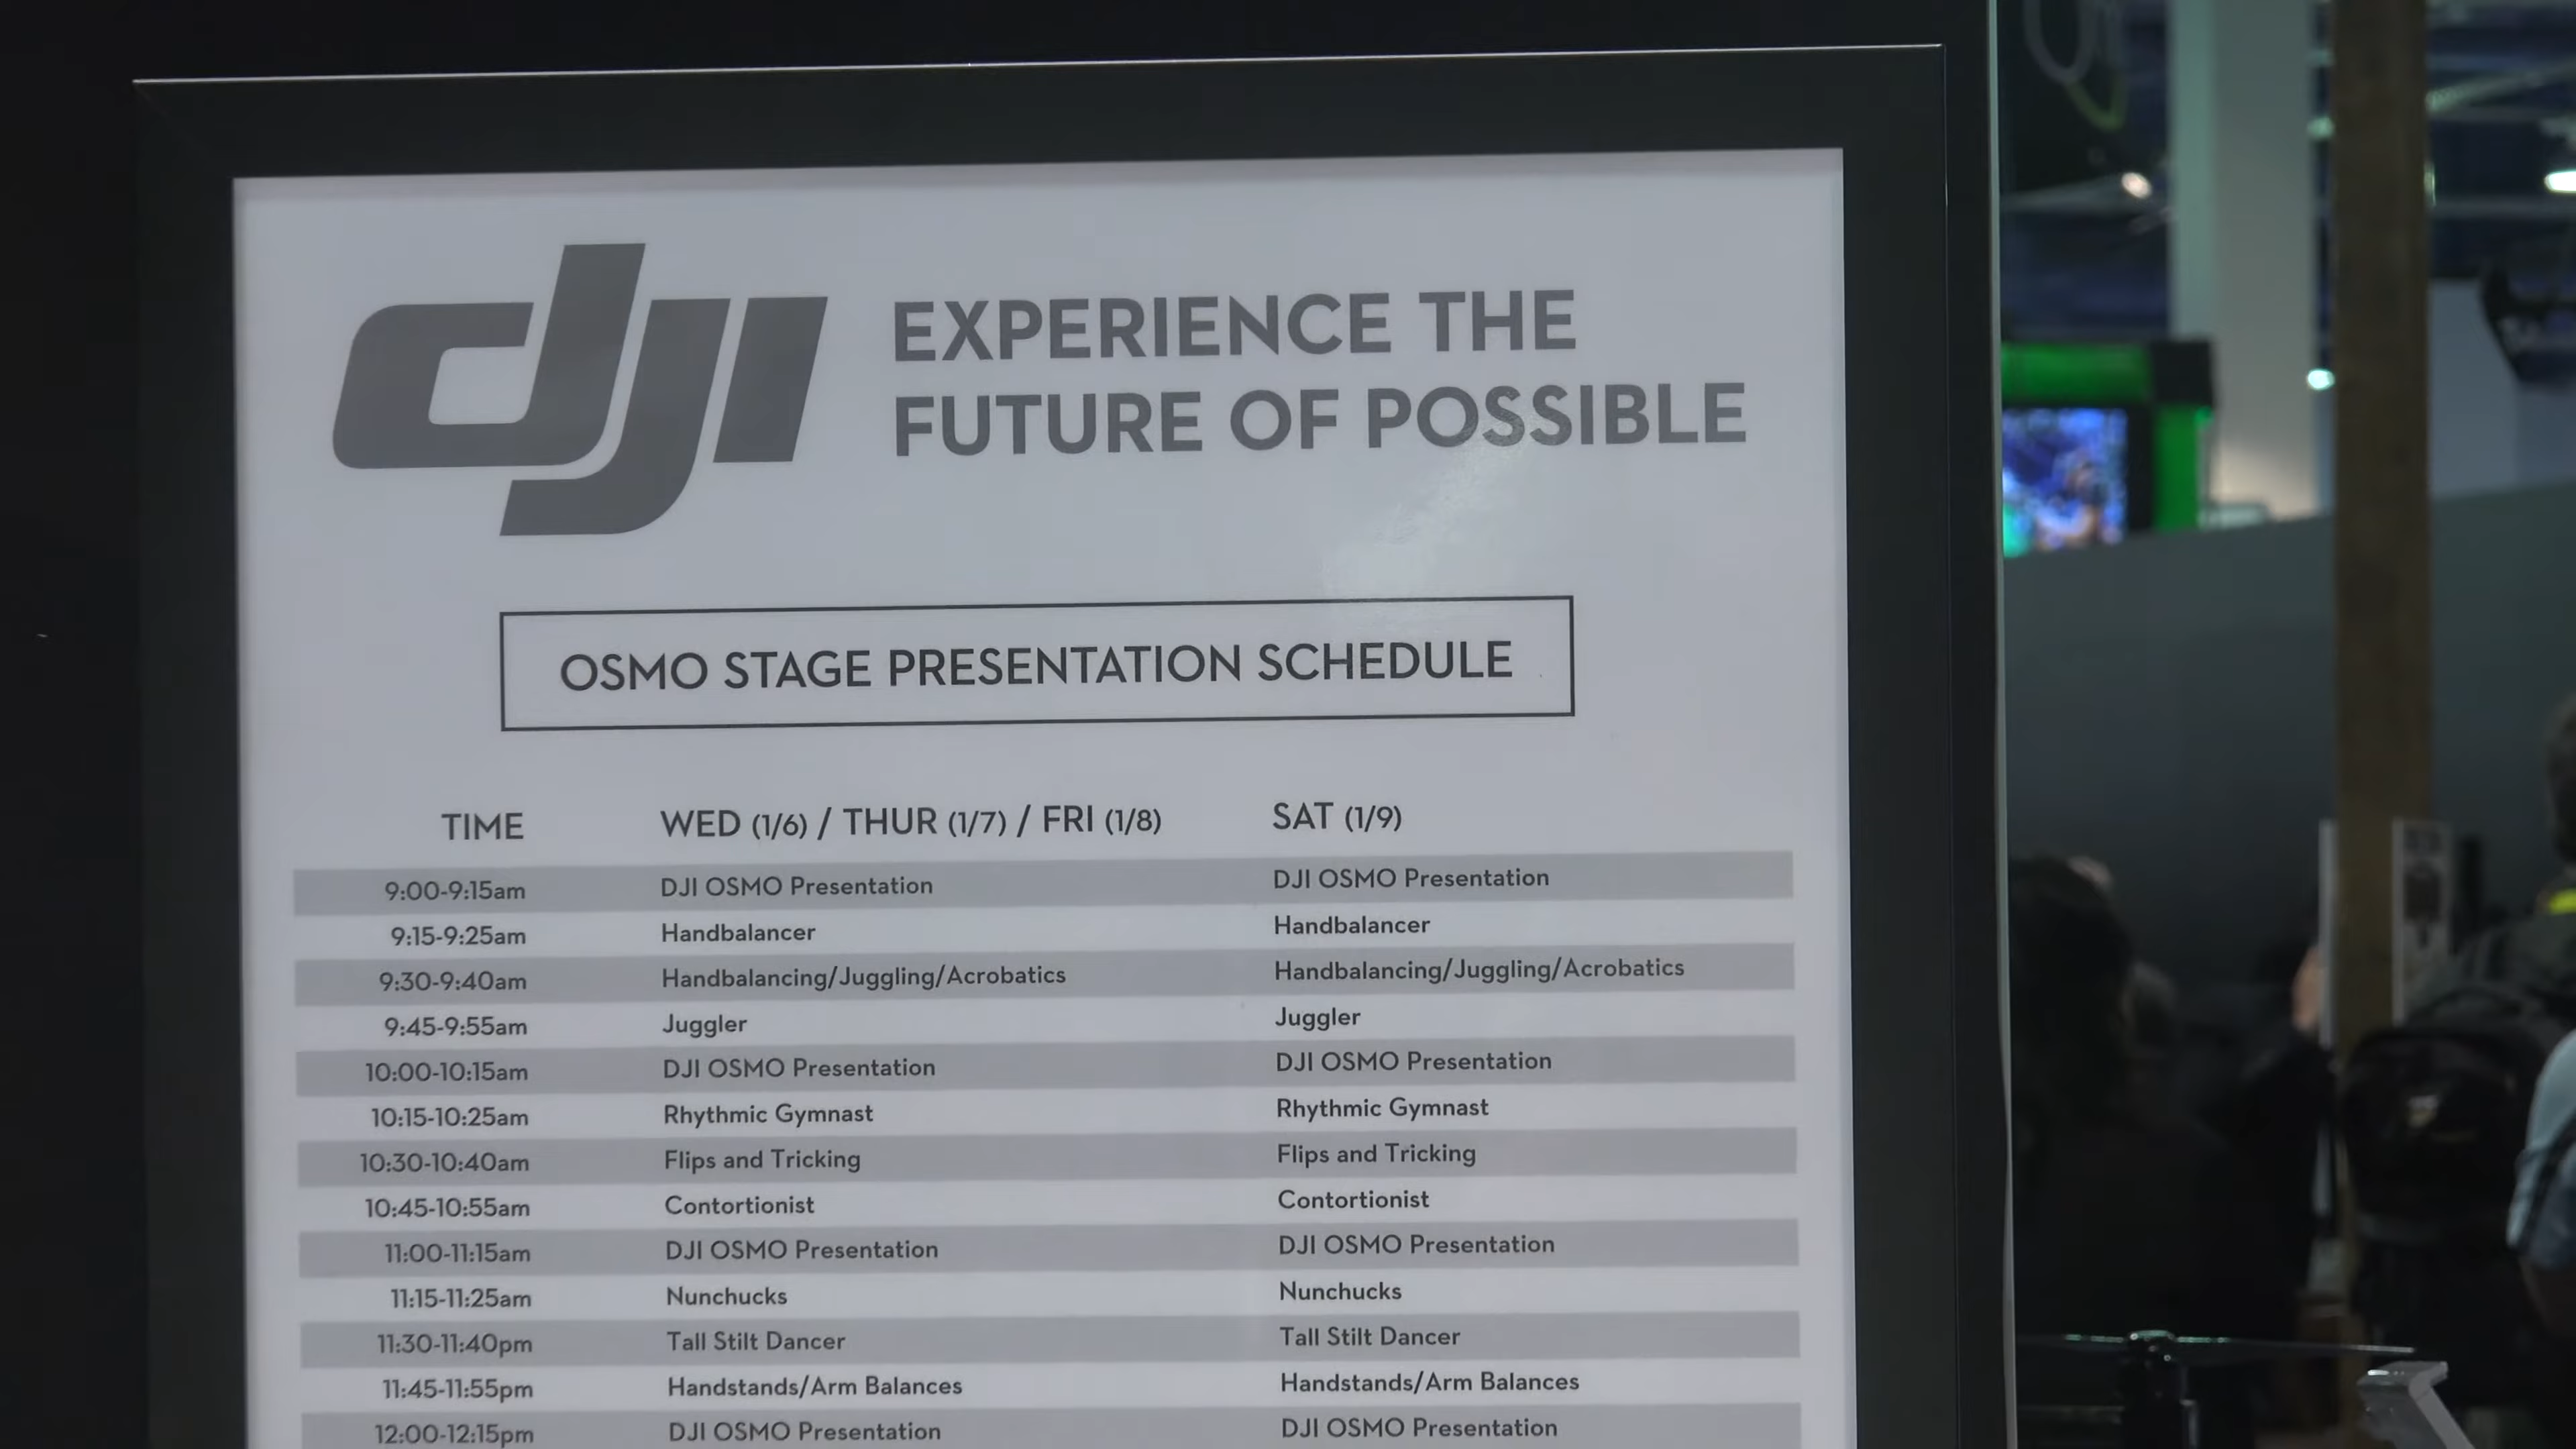 dji
EXPERIENCE THE
FUTURE OF POSSIBLE
OSMO STAGE PRESENTATION SCHEDULE
TIME WED (1/6) / THUR (1/7) / FRI (1/8) SAT (1/9)
9:00-9:15am DJI OSMO Presentation DJI OSMO Presentation
9:15-9:25am Handbalancer Handbalancer
9:30-9:40am Handbalancing/Juggling/Acrobatics Handbalancing/Juggling/Acrobatics
9:45-9:55am Juggler Juggler
10:00-10:15am DJI OSMO Presentation DJI OSMO Presentation
10:15-10:25am Rhythmic Gymnast Rhythmic Gymnast
10:30-10:40am Flips and Tricking Flips and Tricking
10:45-10:55am Contortionist Contortionist
11:00-11:15am DJI OSMO Presentation DJI OSMO Presentation
11:15-11:25am Nunchucks Nunchucks
11:30-11:40pm Tall Stilt Dancer Tall Stilt Dancer
11:45-11:55pm Handstands/Arm Balances Handstands/Arm Balances
12:00-12:15pm DJI OSMO Presentation DJI OSMO Presentation